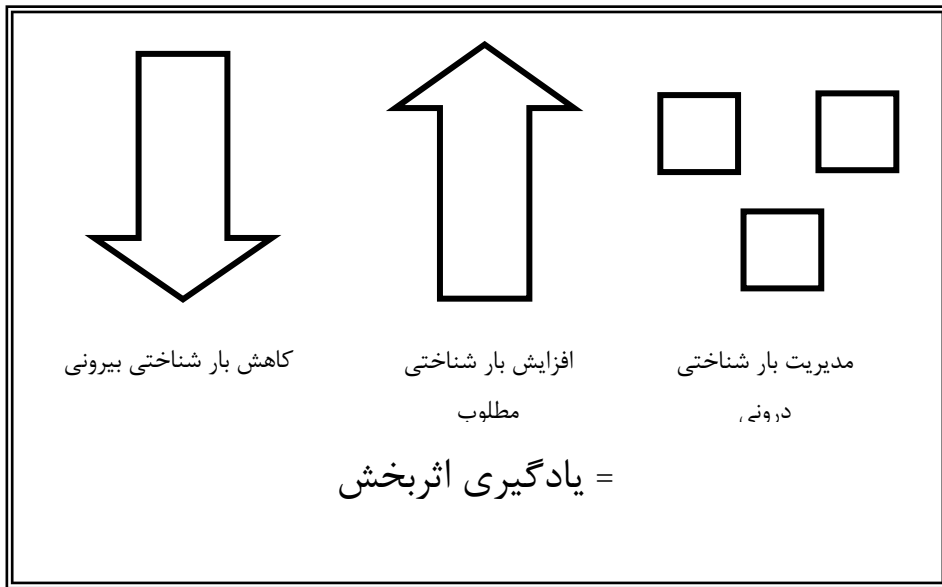 مدیریت بار شناختی
درونی
افزایش بار شناختی
مطلوب
کاهش بار شناختی بیرونی
= یادگیری اثربخش